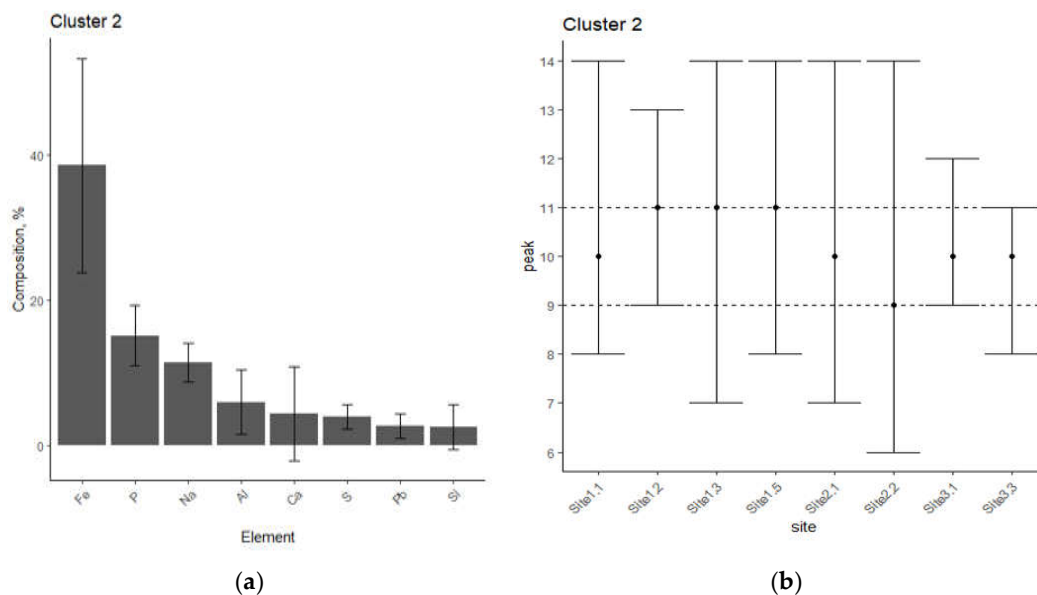 Cluster 2
Composition, %
40
20
0
Fe
P
Na
Al
Ca
S
Pb
Si
Element
(a)
Cluster 2
peak
14
13
12
11
10
9
8
7
6
Site1,1
Site1,2
Site1,3
Site1,5
Site2,1
Site2,2
Site3,1
Site3,3
site
(b)